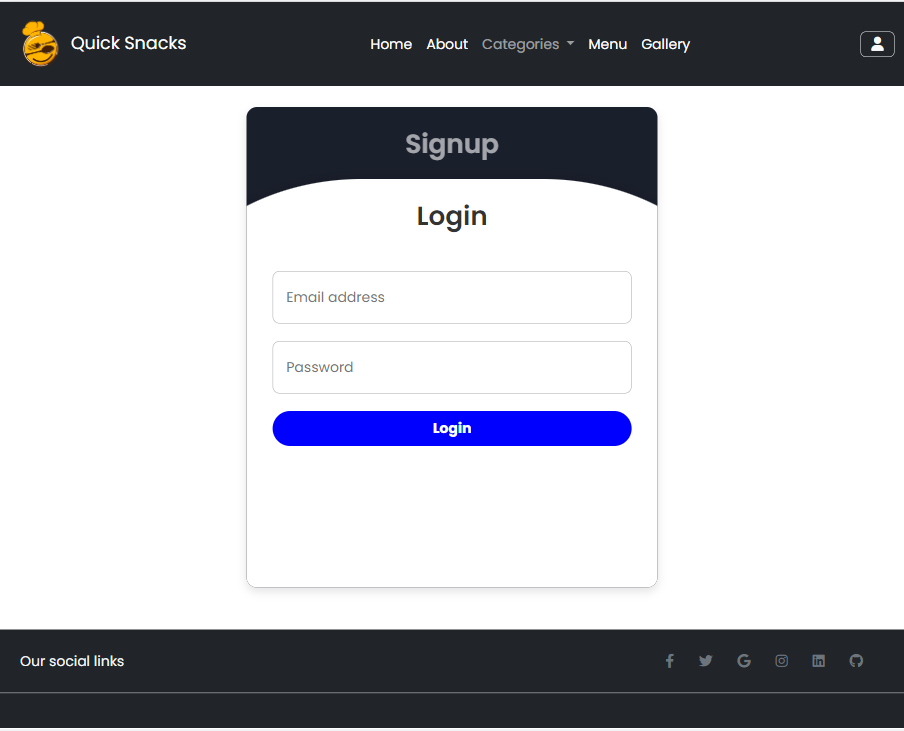 Quick Snacks
Home About Categories Menu Gallery
Signup
Login
Email address
Password
Login
Our social links